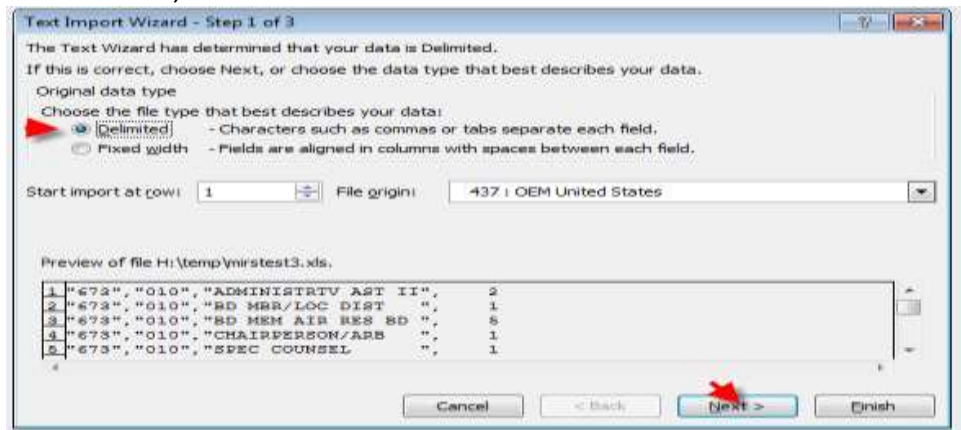 Text Import Wizard - Step 1 of 3
The Text Wizard has determined that your data is Delimited.
If this is correct, choose Next, or choose the data type that best describes your data.
Original data type
Choose the file type that best describes your data:
Delimited - Characters such as commas or tabs separate each field.
Fixed width - Fields are aligned in columns with spaces between each field.
Start import at row: 1 File origin: 437 : OEM United States
Preview of file H:\temp\mirstest3.xls.
1 "673","010","ADMINISTRTV AST II", 2
2 "673","010","BD MBR/LOC DIST ", 1
3 "673","010","BD MEM AIR RES BD ", 5
4 "673","010","CHAIRPERSON/ARB ", 1
5 "673","010","SPEC COUNSEL ", 1
Cancel < Back Next > Finish